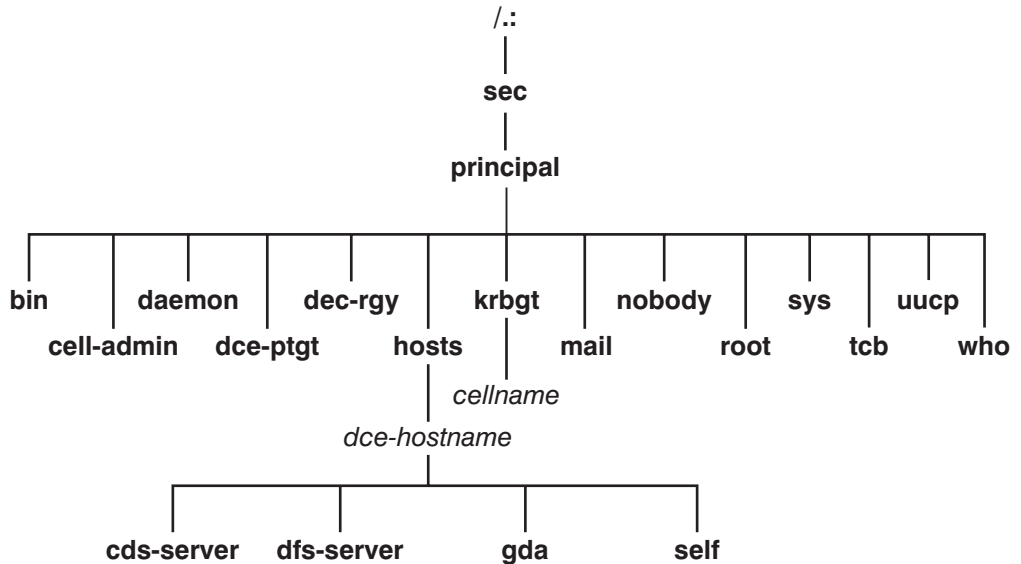 /.:
sec
principal
bin daemon dec-rgy krbgt nobody sys uucp
cell-admin dce-ptgt hosts mail root tcb who
cellname
dce-hostname
cds-server dfs-server gda self